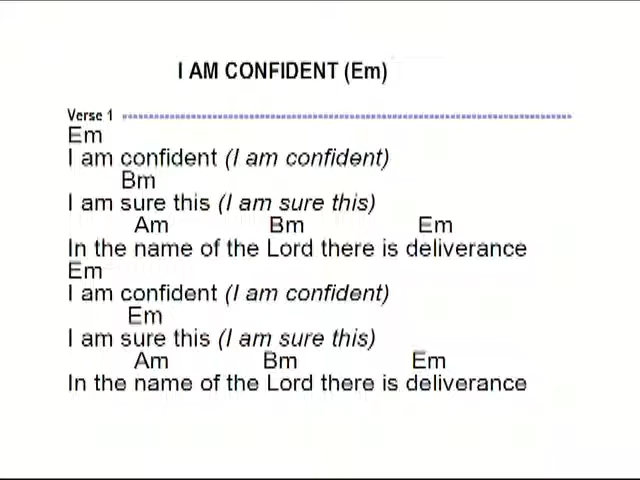 I AM CONFIDENT (Em)
Verse 1
Em
I am confident (I am confident)
Bm
I am sure this (I am sure this)
Am Bm Em
In the name of the Lord there is deliverance
Em
I am confident (I am confident)
Em
I am sure this (I am sure this)
Am Bm Em
In the name of the Lord there is deliverance